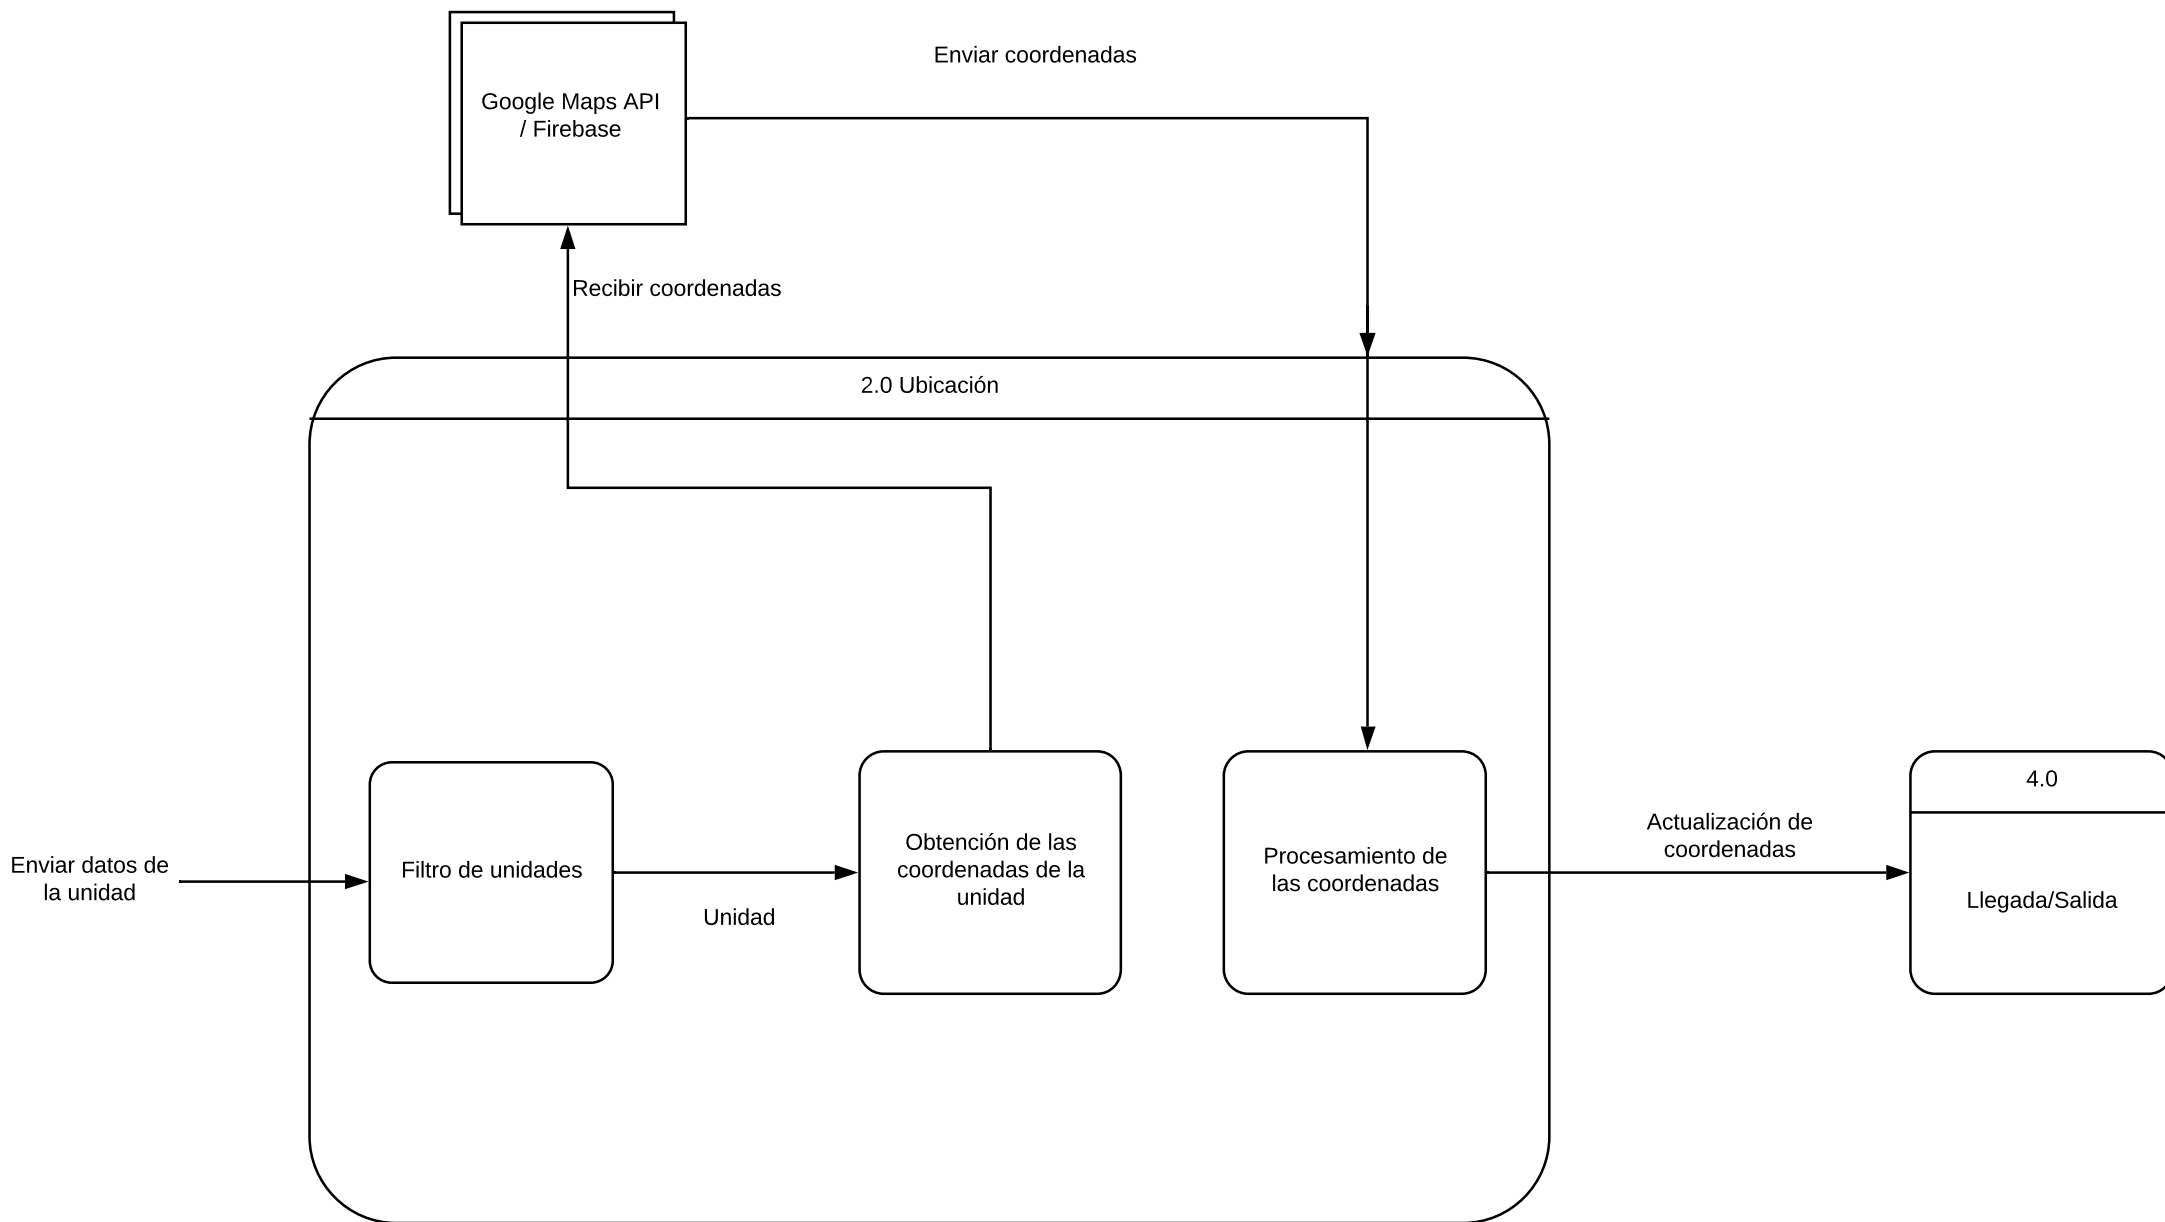 Enviar coordenadas
Google Maps API
/ Firebase
Recibir coordenadas
2.0 Ubicación
Enviar datos de
la unidad
Filtro de unidades
Unidad
Obtención de las
coordenadas de la
unidad
Procesamiento de
las coordenadas
Actualización de
coordenadas
4.0
Llegada/Salida